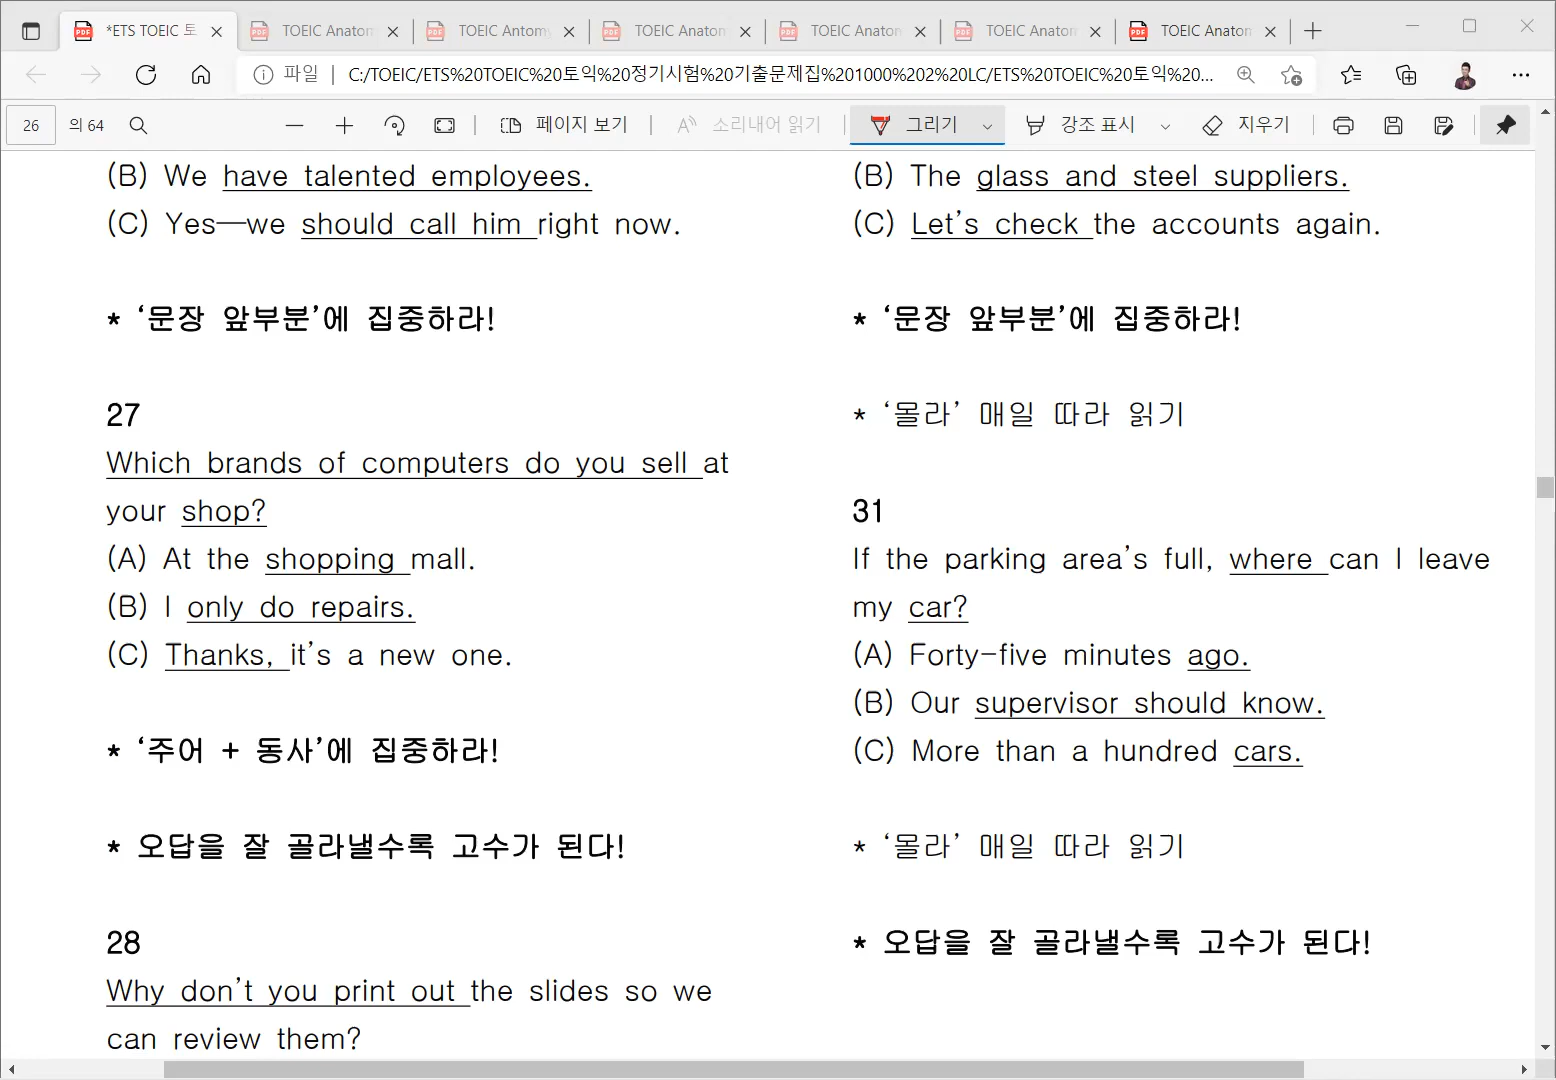 *ETS TOEIC 토
TOEIC Anaton
TOEIC Antomy
TOEIC Anaton
TOEIC Anaton
TOEIC Anaton
TOEIC Anaton
파일
C:/TOEIC/ETS%20TOEIC%20토익%20정기시험%20기출문제집%201000%202%20LC/ETS%20TOEIC%20토익%20...
26 의 64
페이지 보기
소리내어 읽기
그리기
강조 표시
지우기
(B) We have talented employees.
(C) Yes—we should call him right now.
* ‘문장 앞부분’에 집중하라!
27
Which brands of computers do you sell at
your shop?
(A) At the shopping mall.
(B) I only do repairs.
(C) Thanks, it’s a new one.
* ‘주어 + 동사’에 집중하라!
* 오답을 잘 골라낼수록 고수가 된다!
28
Why don’t you print out the slides so we
can review them?
(B) The glass and steel suppliers.
(C) Let’s check the accounts again.
* ‘문장 앞부분’에 집중하라!
* ‘몰라’ 매일 따라 읽기
31
If the parking area’s full, where can I leave
my car?
(A) Forty-five minutes ago.
(B) Our supervisor should know.
(C) More than a hundred cars.
* ‘몰라’ 매일 따라 읽기
* 오답을 잘 골라낼수록 고수가 된다!